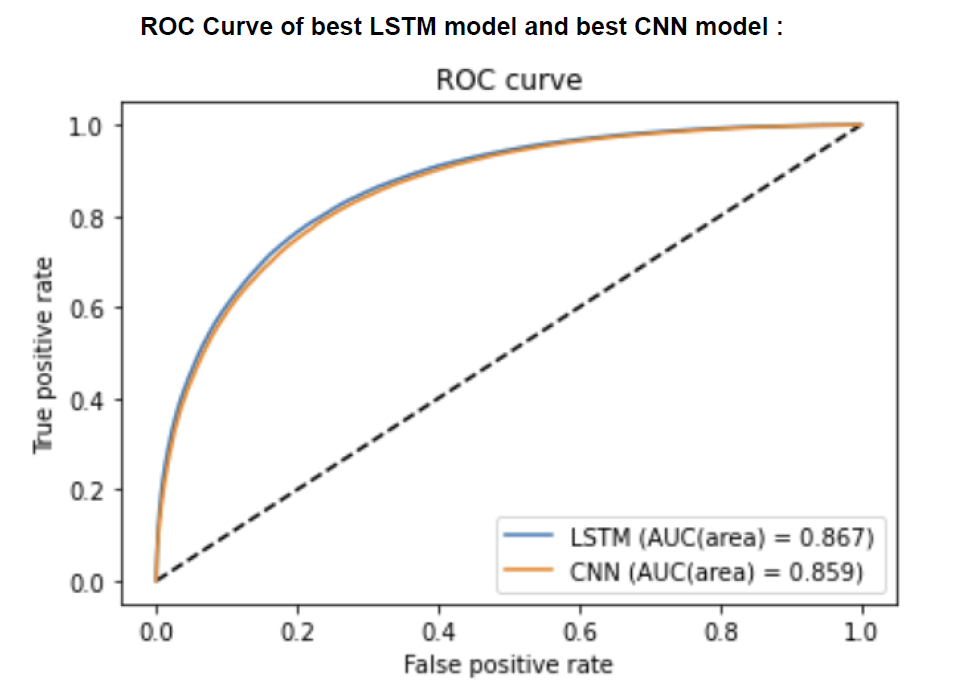 ROC Curve of best LSTM model and best CNN model :
ROC curve
True positive rate
1.0
0.8
0.6
0.4
0.2
0.0
LSTM (AUC(area) = 0.867)
CNN (AUC(area) = 0.859)
0.0 0.2 0.4 0.6 0.8 1.0
False positive rate